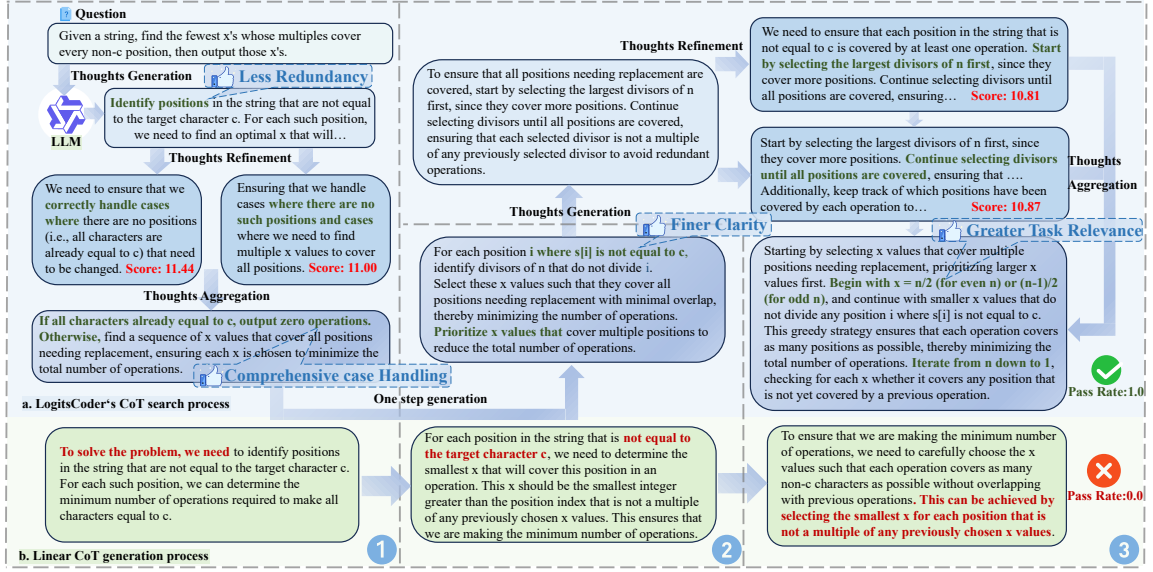 Question
Given a string, find the fewest x's whose multiples cover
every non-c position, then output those x's.
Thoughts Generation
Less Redundancy
LLM
Identify positions in the string that are not equal
to the target character c. For each such position,
we need to find an optimal x that will…
Thoughts Refinement
We need to ensure that we
correctly handle cases
where there are no positions
(i.e., all characters are
already equal to c) that need
to be changed. Score: 11.44
Ensuring that we handle
cases where there are no
such positions and cases
where we need to find
multiple x values to cover
all positions. Score: 11.00
Thoughts Aggregation
If all characters already equal to c, output zero operations.
Otherwise, find a sequence of x values that cover all positions
needing replacement, ensuring each x is chosen to minimize the
total number of operations.
Comprehensive case Handling
a. LogitsCoder‘s CoT search process
One step generation
To ensure that all positions needing replacement are
covered, start by selecting the largest divisors of n
first, since they cover more positions. Continue
selecting divisors until all positions are covered,
ensuring that each selected divisor is not a multiple
of any previously selected divisor to avoid redundant
operations.
Thoughts Generation
Finer Clarity
For each position i where s[i] is not equal to c,
identify divisors of n that do not divide i.
Select these x values such that they cover all
positions needing replacement with minimal overlap,
thereby minimizing the number of operations.
Prioritize x values that cover multiple positions to
reduce the total number of operations.
Thoughts Refinement
We need to ensure that each position in the string that is
not equal to c is covered by at least one operation. Start
by selecting the largest divisors of n first, since they
cover more positions. Continue selecting divisors until
all positions are covered, ensuring… Score: 10.81
Start by selecting the largest divisors of n first, since
they cover more positions. Continue selecting divisors
until all positions are covered, ensuring that ….
Additionally, keep track of which positions have been
covered by each operation to… Score: 10.87
Thoughts
Aggregation
Greater Task Relevance
Starting by selecting x values that cover multiple
positions needing replacement, prioritizing larger x
values first. Begin with x = n/2 (for even n) or (n-1)/2
(for odd n), and continue with smaller x values that do
not divide any position i where s[i] is not equal to c.
This greedy strategy ensures that each operation covers
as many positions as possible, thereby minimizing the
total number of operations. Iterate from n down to 1,
checking for each x whether it covers any position that
is not yet covered by a previous operation.
Pass Rate:1.0
To solve the problem, we need to identify positions
in the string that are not equal to the target character c.
For each such position, we can determine the
minimum number of operations required to make all
characters equal to c.
b. Linear CoT generation process
1
For each position in the string that is not equal to
the target character c, we need to determine the
smallest x that will cover this position in an
operation. This x should be the smallest integer
greater than the position index that is not a multiple
of any previously chosen x values. This ensures that
we are making the minimum number of operations.
2
To ensure that we are making the minimum number
of operations, we need to carefully choose the x
values such that each operation covers as many
non-c characters as possible without overlapping
with previous operations. This can be achieved by
selecting the smallest x for each position that is
not a multiple of any previously chosen x values.
Pass Rate:0.0
3